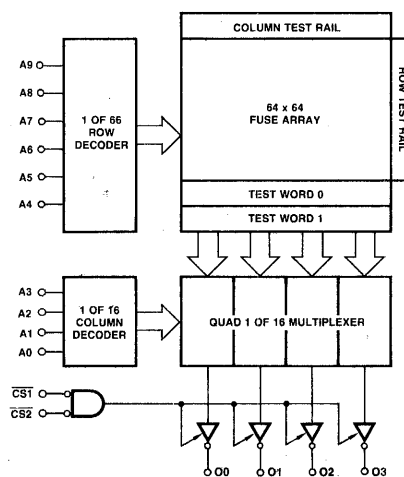 COLUMN TEST RAIL
A9
A8
A7
A6
A5
A4
1 OF 66
ROW
DECODER
64 x 64
FUSE ARRAY
ROW TEST RAIL
TEST WORD 0
TEST WORD 1
A3
A2
A1
A0
1 OF 16
COLUMN
DECODER
QUAD 1 OF 16 MULTIPLEXER
CS1
CS2
O0
O1
O2
O3